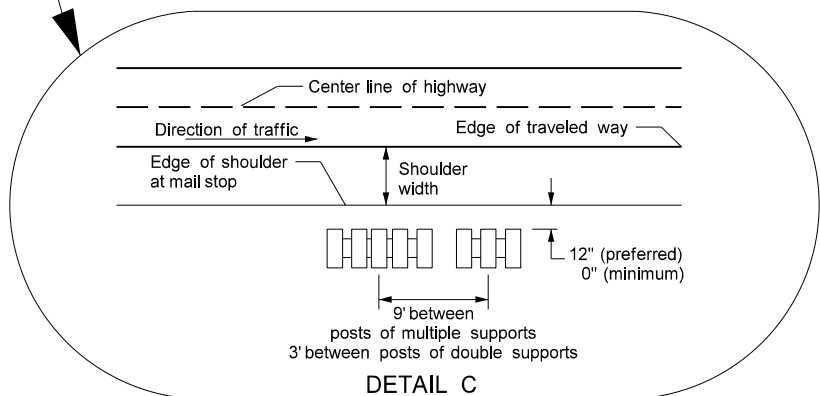 Center line of highway
Direction of traffic
Edge of traveled way
Edge of shoulder
at mail stop
Shoulder
width
12" (preferred)
0" (minimum)
9' between
posts of multiple supports
3' between posts of double supports
DETAIL C